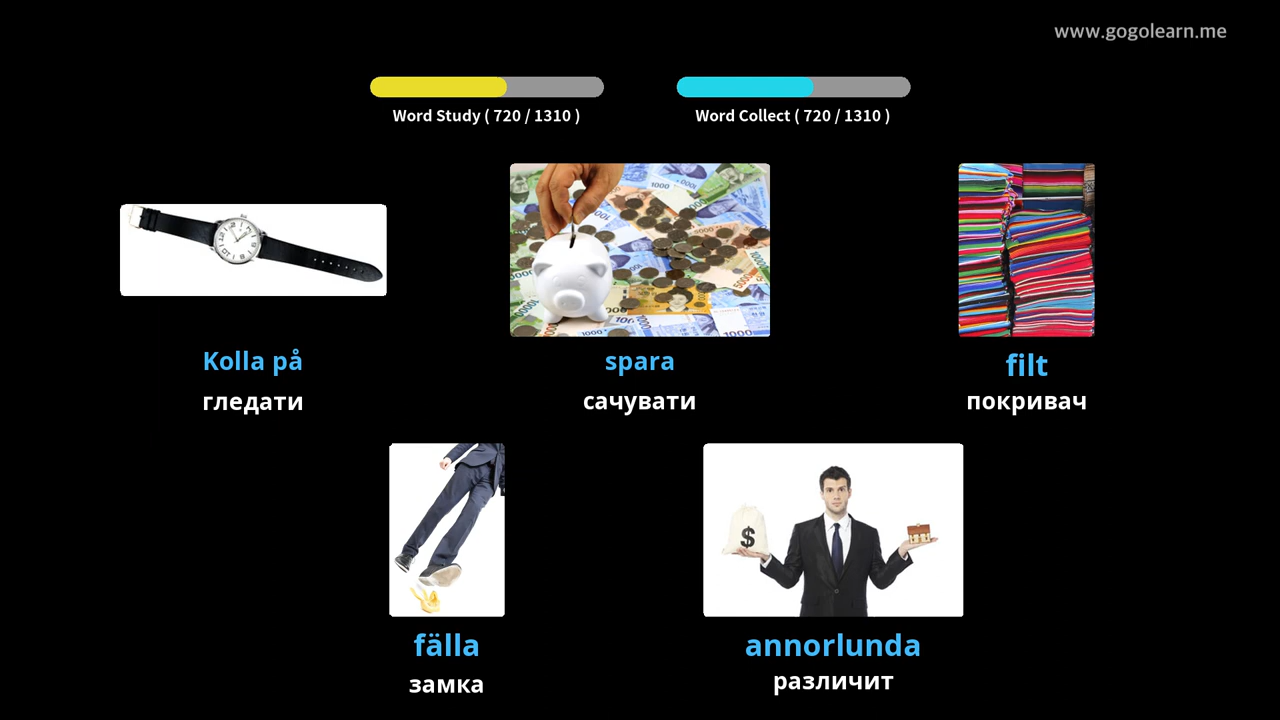 www.gogolearn.me
Word Study ( 720 / 1310 )
Word Collect ( 720 / 1310 )
Kolla på
гледати
spara
сачувати
filt
покривач
fälla
замка
annorlunda
различит